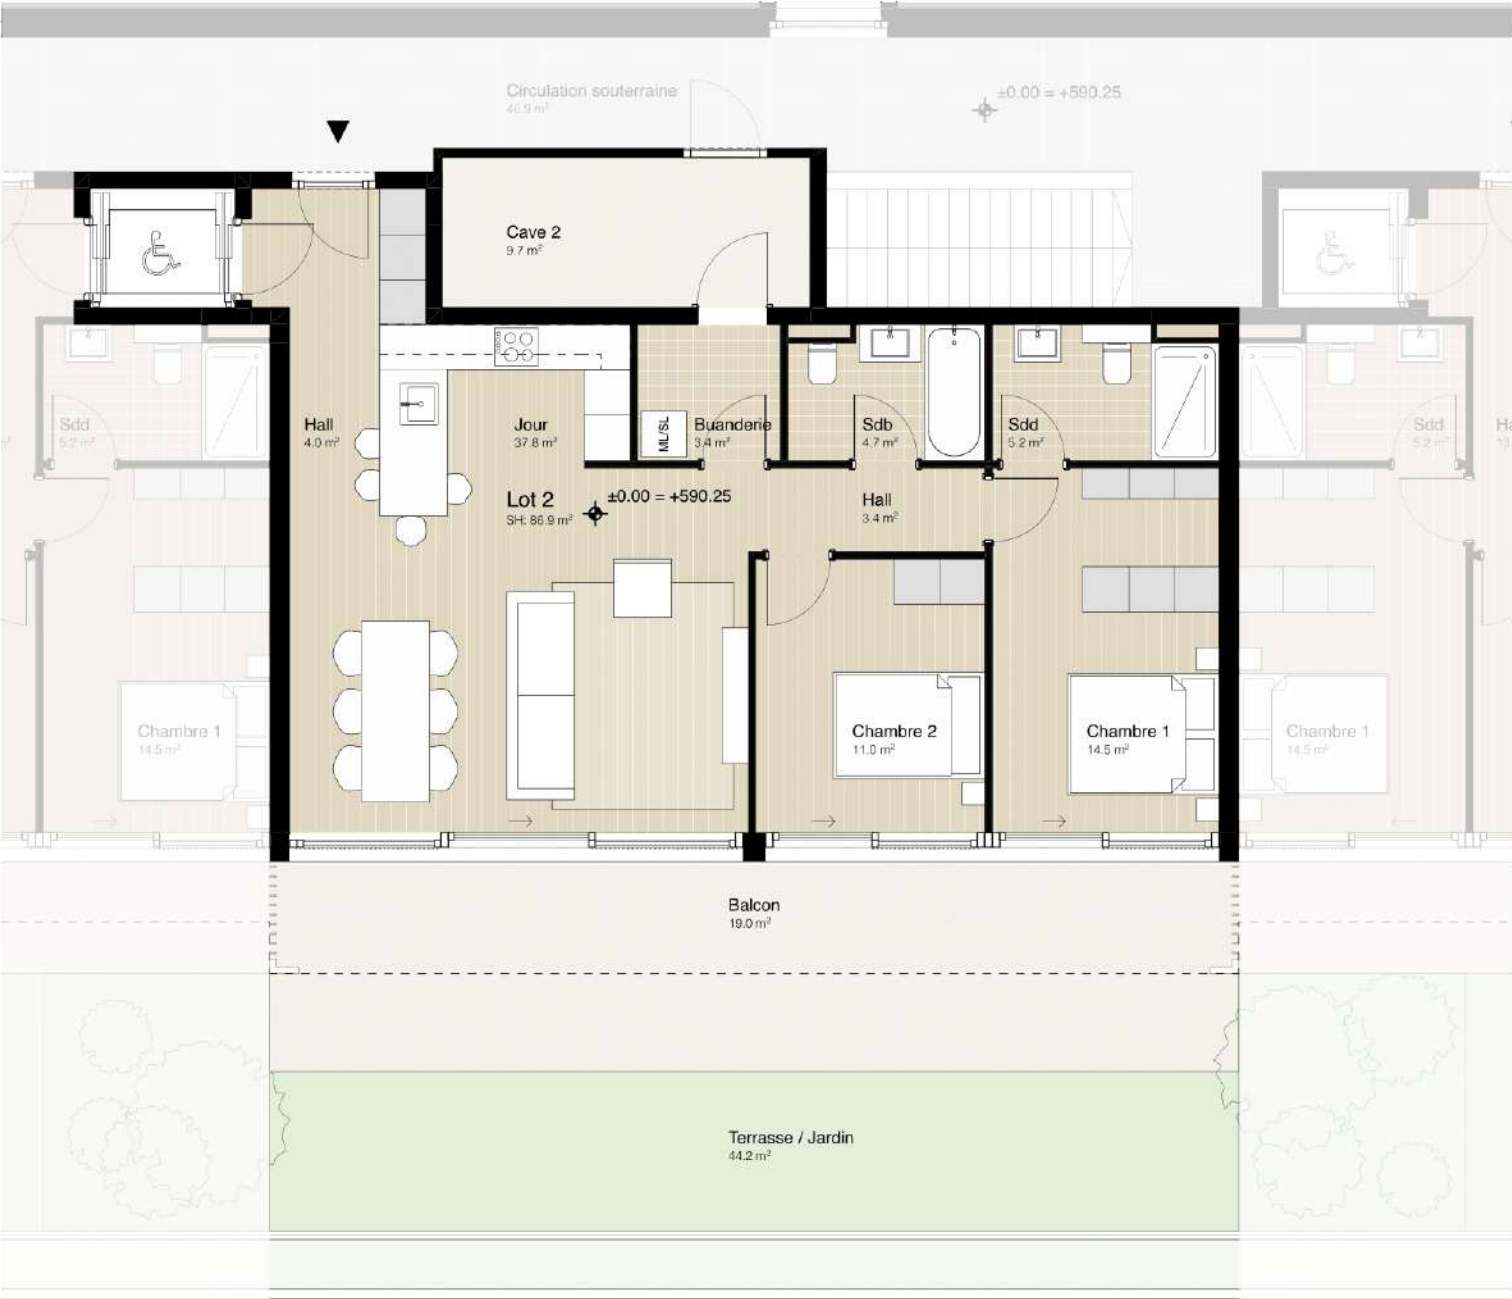 Circulation souterraine
46.9 m²
±0.00 = +590.25
Cave 2
9.7 m²
Sdd
5.2 m²
Hall
4.0 m²
Jour
37.8 m²
ML/SL
Buanderie
3.4 m²
Sdb
4.7 m²
Sdd
5.2 m²
Sdd
5.2 m²
Lot 2
SH: 86.9 m²
±0.00 = +590.25
Hall
3.4 m²
Chambre 1
14.5 m²
Chambre 2
11.0 m²
Chambre 1
14.5 m²
Chambre 1
14.5 m²
Balcon
19.0 m²
Terrasse / Jardin
44.2 m²